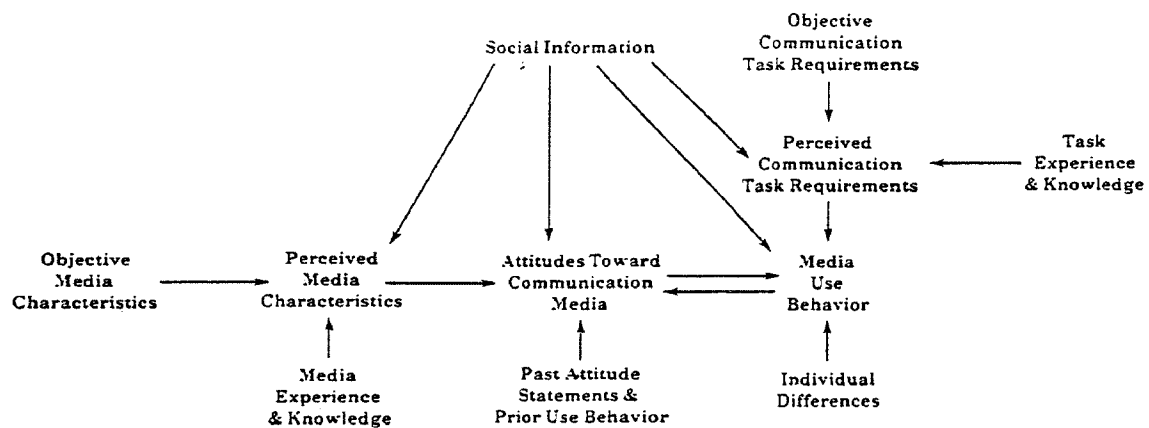 Objective
Communication
Task Requirements
Social Information
Perceived
Communication
Task Requirements
Task
Experience
& Knowledge
Objective
Media
Characteristics
Perceived
Media
Characteristics
Attitudes Toward
Communication
Media
Media
Use
Behavior
Media
Experience
& Knowledge
Past Attitude
Statements &
Prior Use Behavior
Individual
Differences